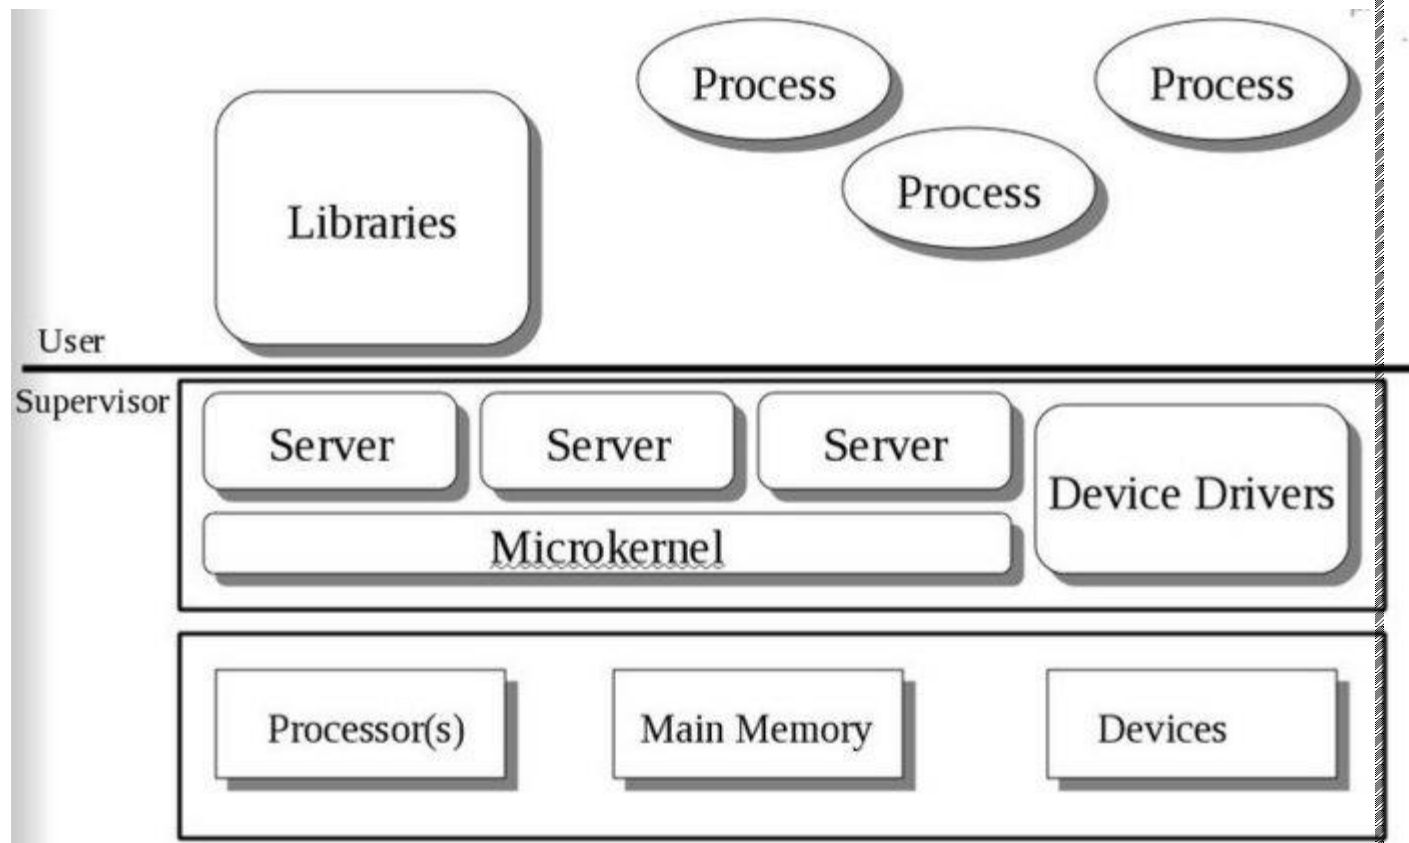 Process
Process
Process
Libraries
User
Supervisor
Server
Server
Server
Device Drivers
Microkernel
Processor(s)
Main Memory
Devices